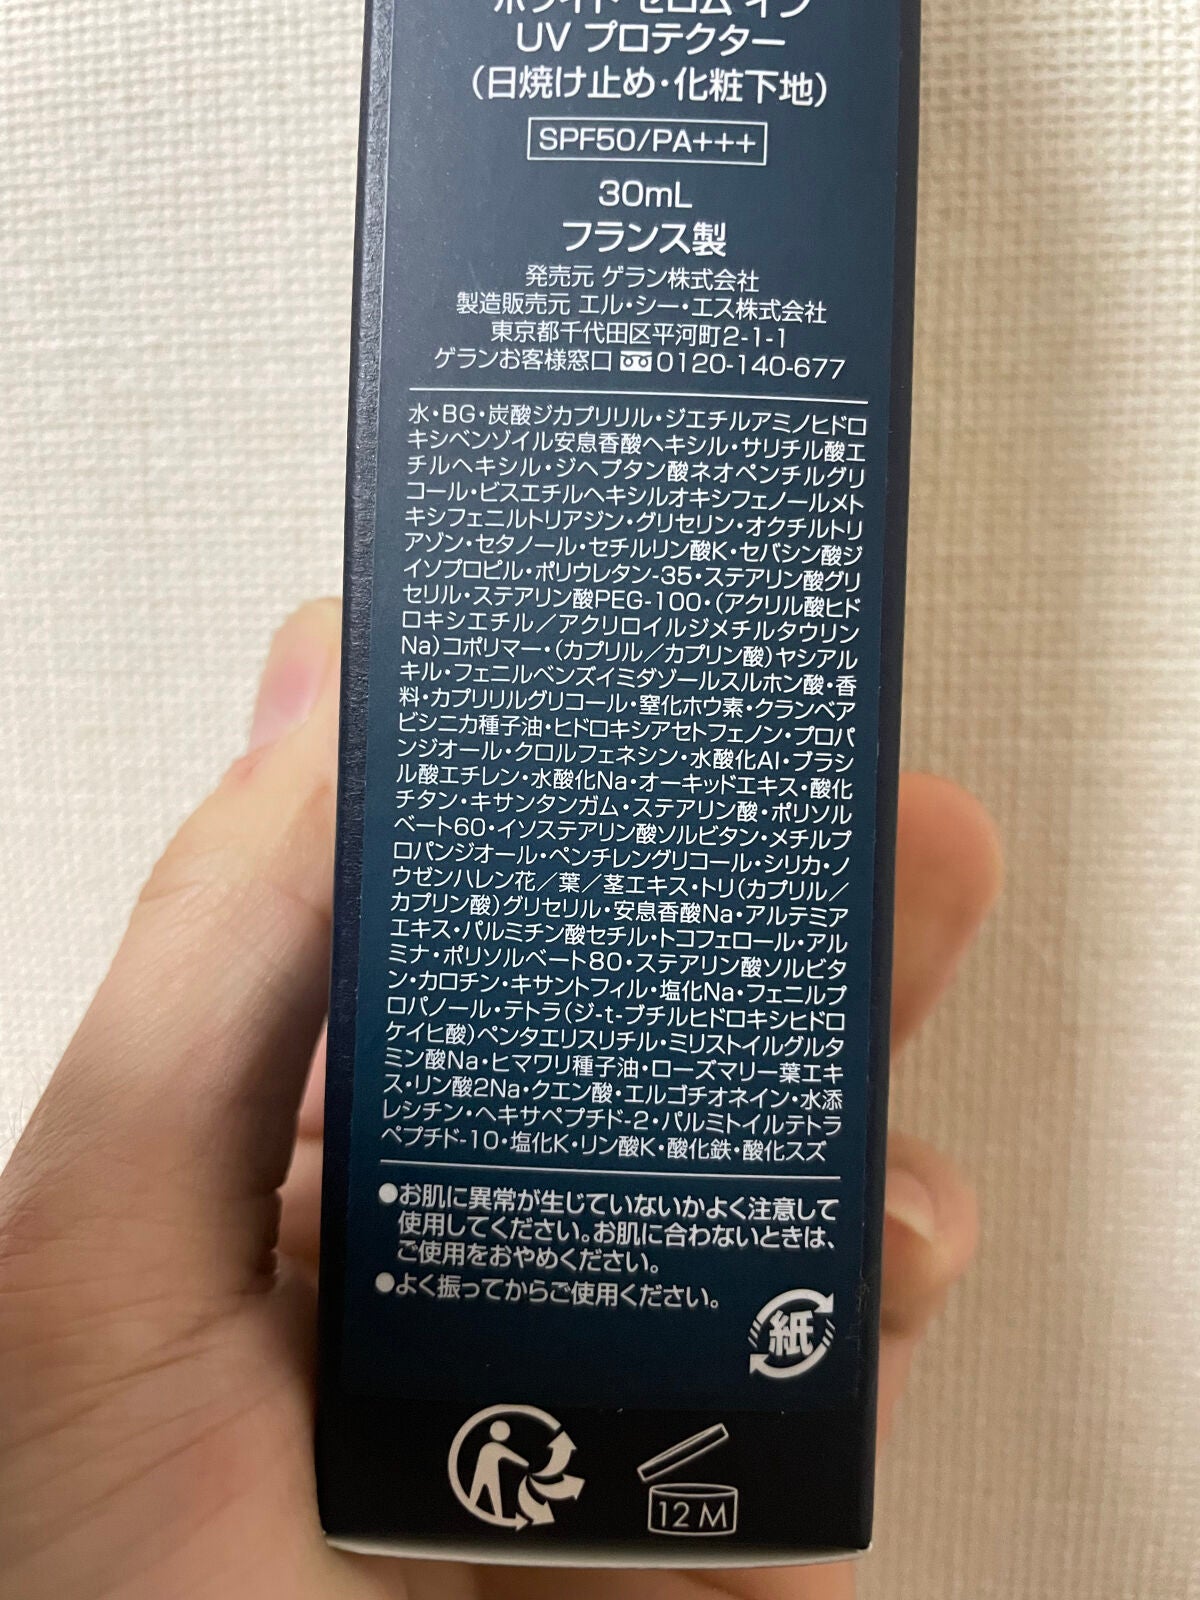 ホワイト セロム イン
UV プロテクター
(日焼け止め・化粧下地)
SPF50/PA+++
30mL
フランス製
発売元 ゲラン株式会社
製造販売元 エル・シー・エス株式会社
東京都千代田区平河町2-1-1
ゲランお客様窓口 0120-140-677
水・BG・炭酸ジカプリリル・ジエチルアミノヒドロ
キシベンゾイル安息香酸ヘキシル・サリチル酸エ
チルヘキシル・ジヘプタン酸ネオペンチルグリ
コール・ビスエチルヘキシルオキシフェノールメト
キシフェニルトリアジン・グリセリン・オクチルトリ
アゾン・セタノール・セチルリン酸K・セバシン酸ジ
イソプロピル・ポリウレタン-35・ステアリン酸グリ
セリル・ステアリン酸PEG-100・(アクリル酸ヒド
ロキシエチル／アクリロイルジメチルタウリン
Na)コポリマー・(カプリル／カプリン酸)ヤシアル
キル・フェニルベンズイミダゾールスルホン酸・香
料・カプリリルグリコール・窒化ホウ素・クランベア
ビシニカ種子油・ヒドロキシアセトフェノン・プロパ
ンジオール・クロルフェネシン・水酸化Al・ブラシ
ル酸エチレン・水酸化Na・オーキッドエキス・酸化
チタン・キサンタンガム・ステアリン酸・ポリソル
ベート60・イソステアリン酸ソルビタン・メチルプ
ロパンジオール・ペンチレングリコール・シリカ・ノ
ウゼンハレン花／葉／茎エキス・トリ(カプリル／
カプリン酸)グリセリル・安息香酸Na・アルテミア
エキス・パルミチン酸セチル・トコフェロール・アル
ミナ・ポリソルベート80・ステアリン酸ソルビタ
ン・カロチン・キサントフィル・塩化Na・フェニルプ
ロパノール・テトラ(ジ-t-ブチルヒドロキシヒドロ
ケイヒ酸)ペンタエリスリチル・ミリストイルグルタ
ミン酸Na・ヒマワリ種子油・ローズマリー葉エキ
ス・リン酸2Na・クエン酸・エルゴチオネイン・水添
レシチン・ヘキサペプチド-2・パルミトイルテトラ
ペプチド-10・塩化K・リン酸K・酸化鉄・酸化スズ
●お肌に異常が生じていないかよく注意して
使用してください。お肌に合わないときは、
ご使用をおやめください。
●よく振ってからご使用ください。
紙
12 M